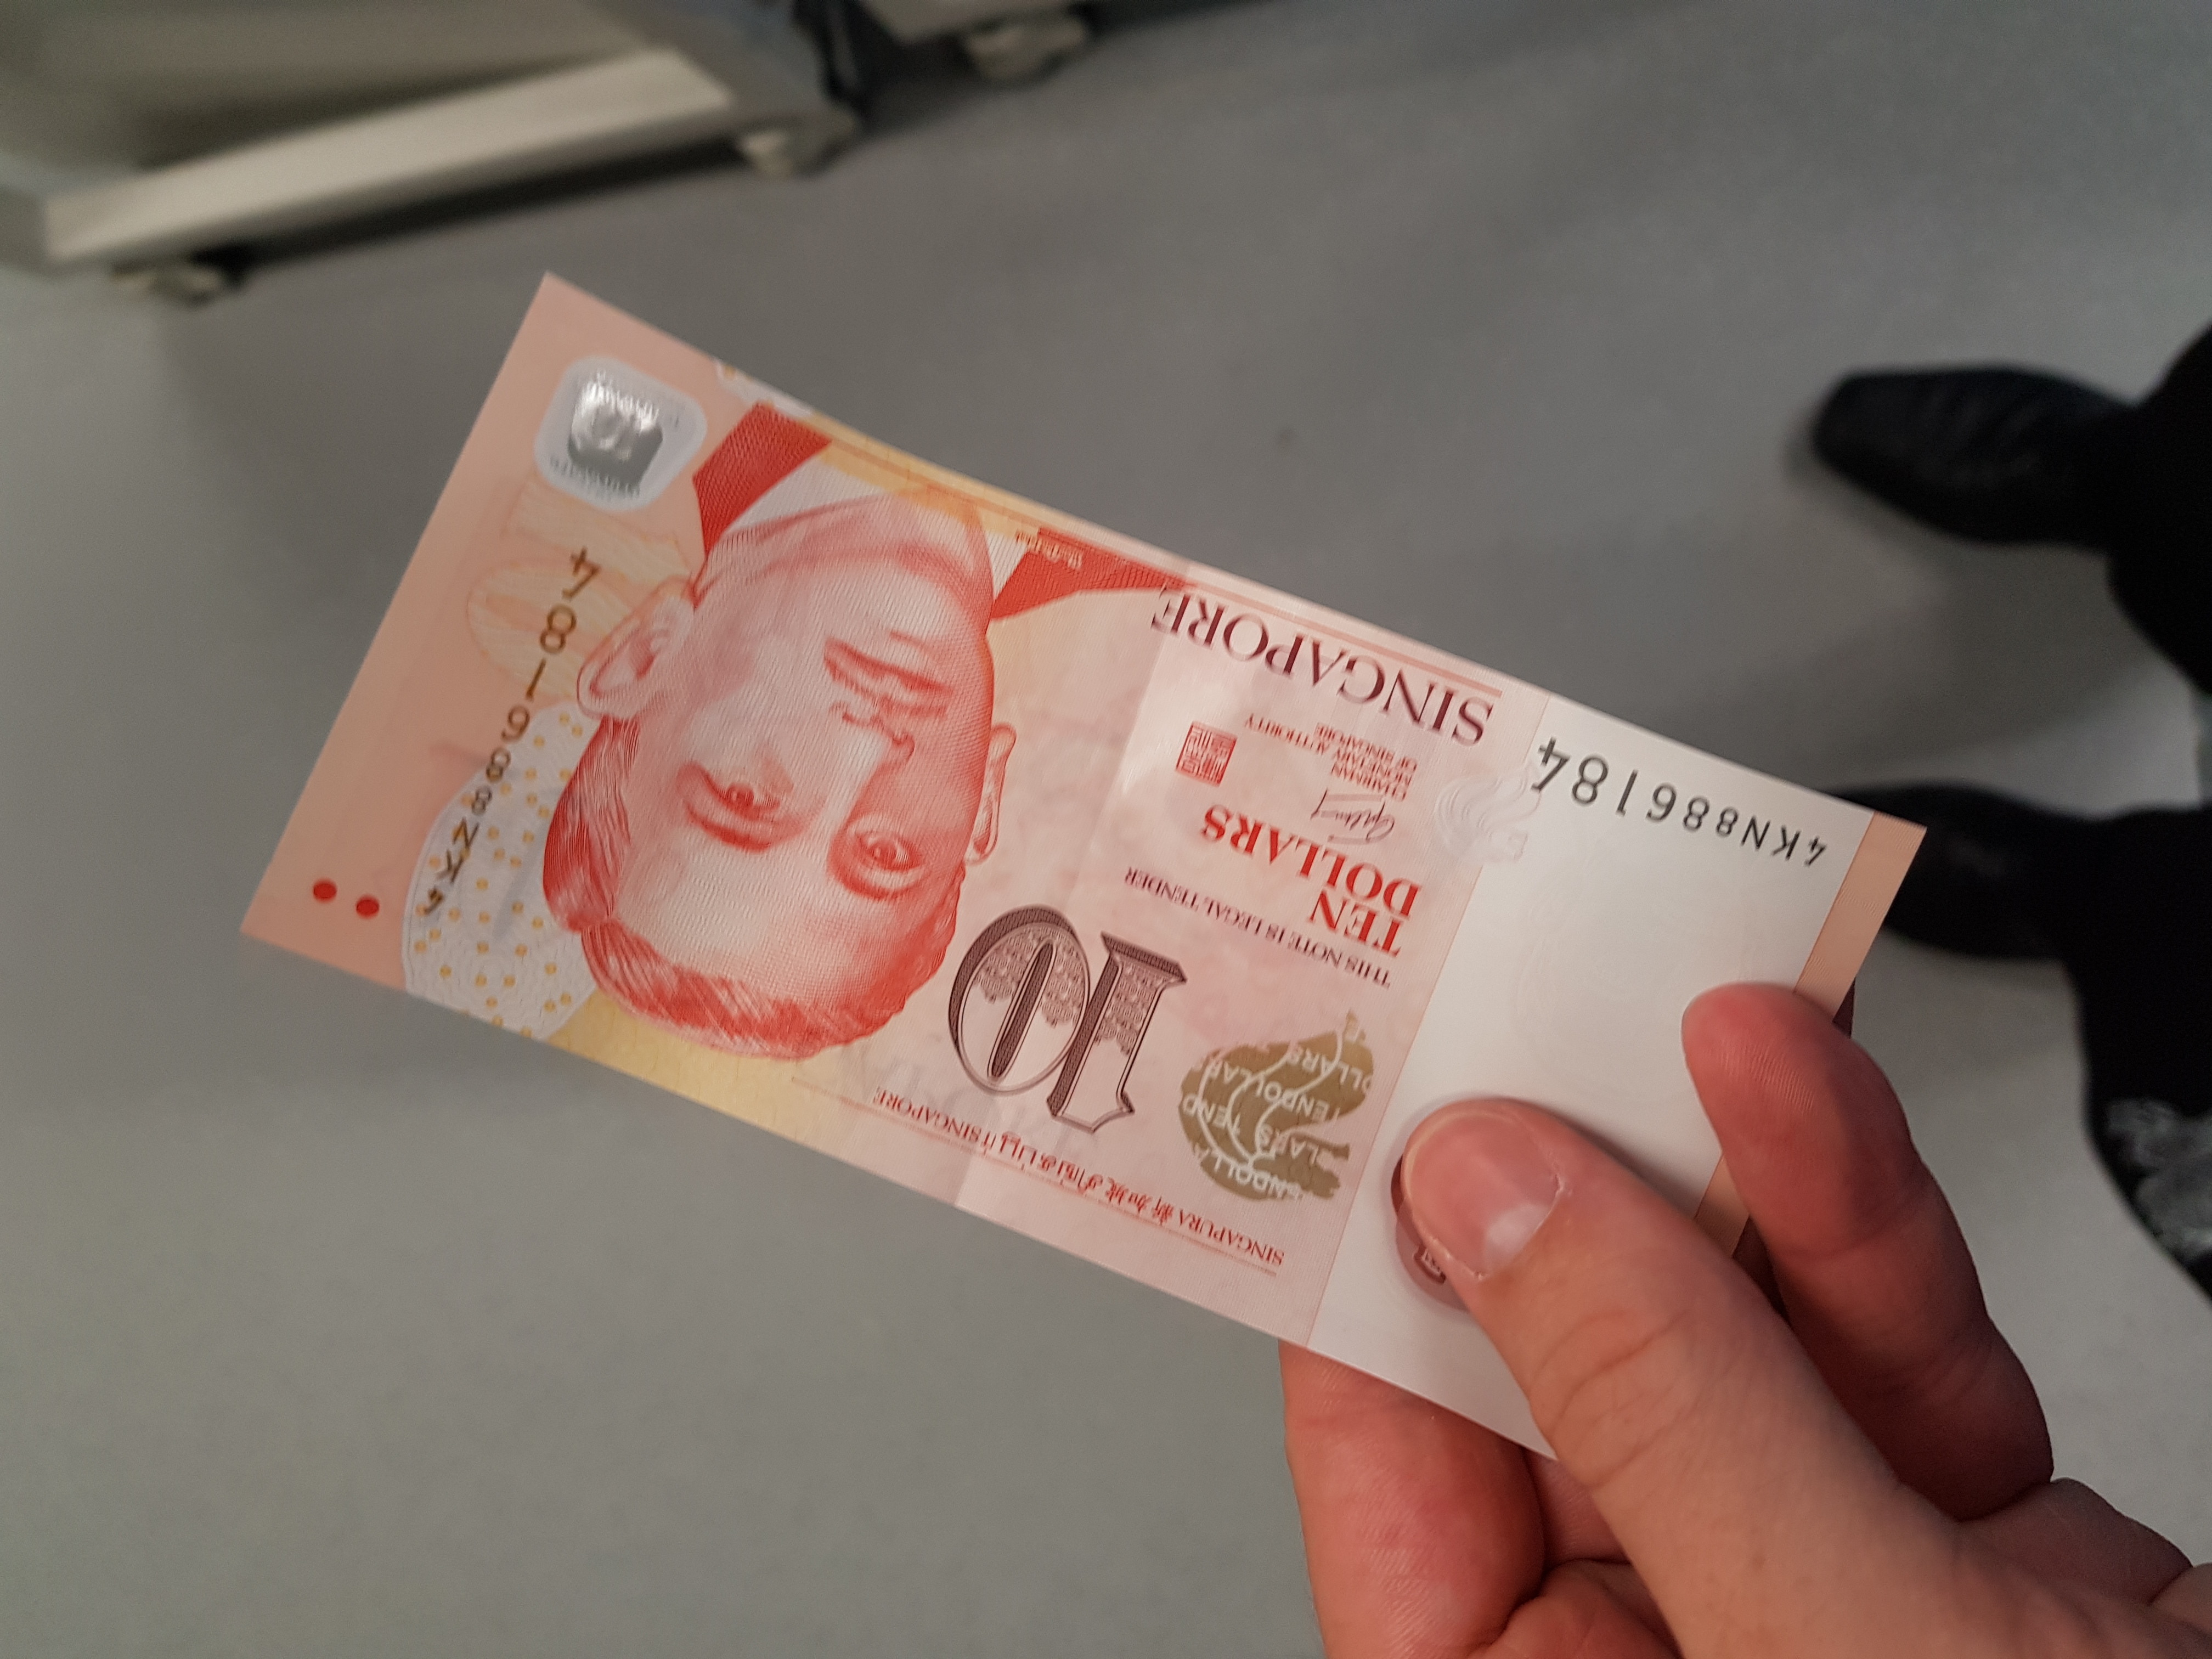 4KN886184
SINGAPURA 新加坡 சிங்கப்பூர் SINGAPORE
10
THIS NOTE IS LEGAL TENDER
TEN
DOLLARS
CHAIRMAN
MONETARY AUTHORITY
OF SINGAPORE
SINGAPORE
4KN886184